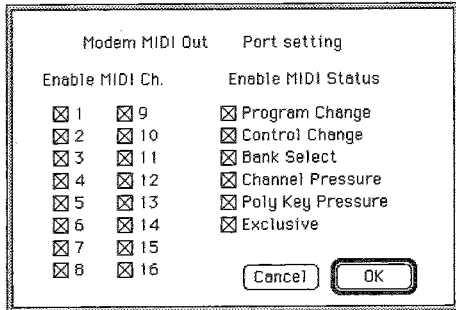 Modem MIDI Out Port setting
Enable MIDI Ch. Enable MIDI Status
1 9 Program Change
2 10 Control Change
3 11 Bank Select
4 12 Channel Pressure
5 13 Poly Key Pressure
6 14 Exclusive
7 15
8 16
Cancel OK